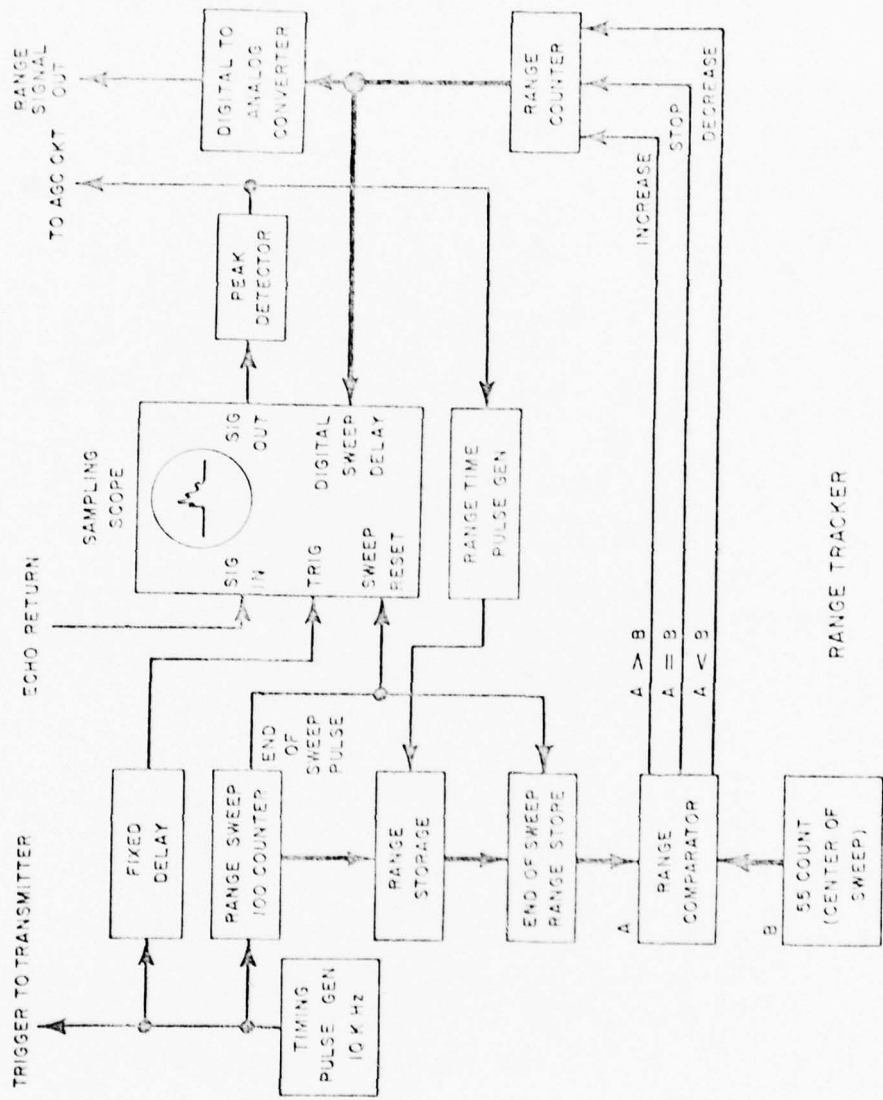 TRIGGER TO TRANSMITTER
ECHO RETURN
TO AGC CKT
RANGE
SIGNAL
OUT
FIXED
DELAY
SAMPLING
SCOPE
SIG
IN
SIG
OUT
TRIG
DIGITAL
SWEEP
DELAY
SWEEP
RESET
PEAK
DETECTOR
DIGITAL TO
ANALOG
CONVERTER
TIMING
PULSE GEN
10 K Hz
RANGE SWEEP
100 COUNTER
END
OF
SWEEP
PULSE
RANGE
STORAGE
RANGE TIME
PULSE GEN
RANGE
COUNTER
END OF SWEEP
RANGE STORE
INCREASE
STOP
DECREASE
A
RANGE
COMPARATOR
A > B
A = B
A < B
B
55 COUNT
(CENTER OF
SWEEP)
RANGE TRACKER